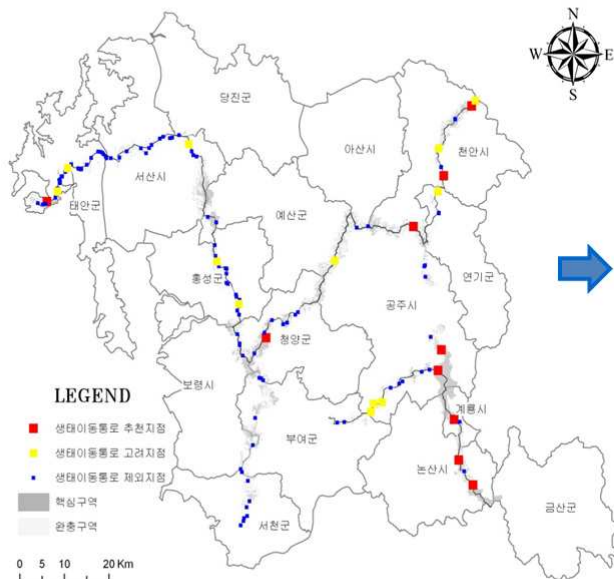 N
W E
S
당진군
아산시
천안시
서산시
태안군
예산군
연기군
홍성군
공주시
청양군
보령시
계룡시
부여군
논산시
금산군
서천군
LEGEND
생태이동통로 추천지점
생태이동통로 고려지점
생태이동통로 제외지점
핵심구역
완충구역
0 5 10 20 Km